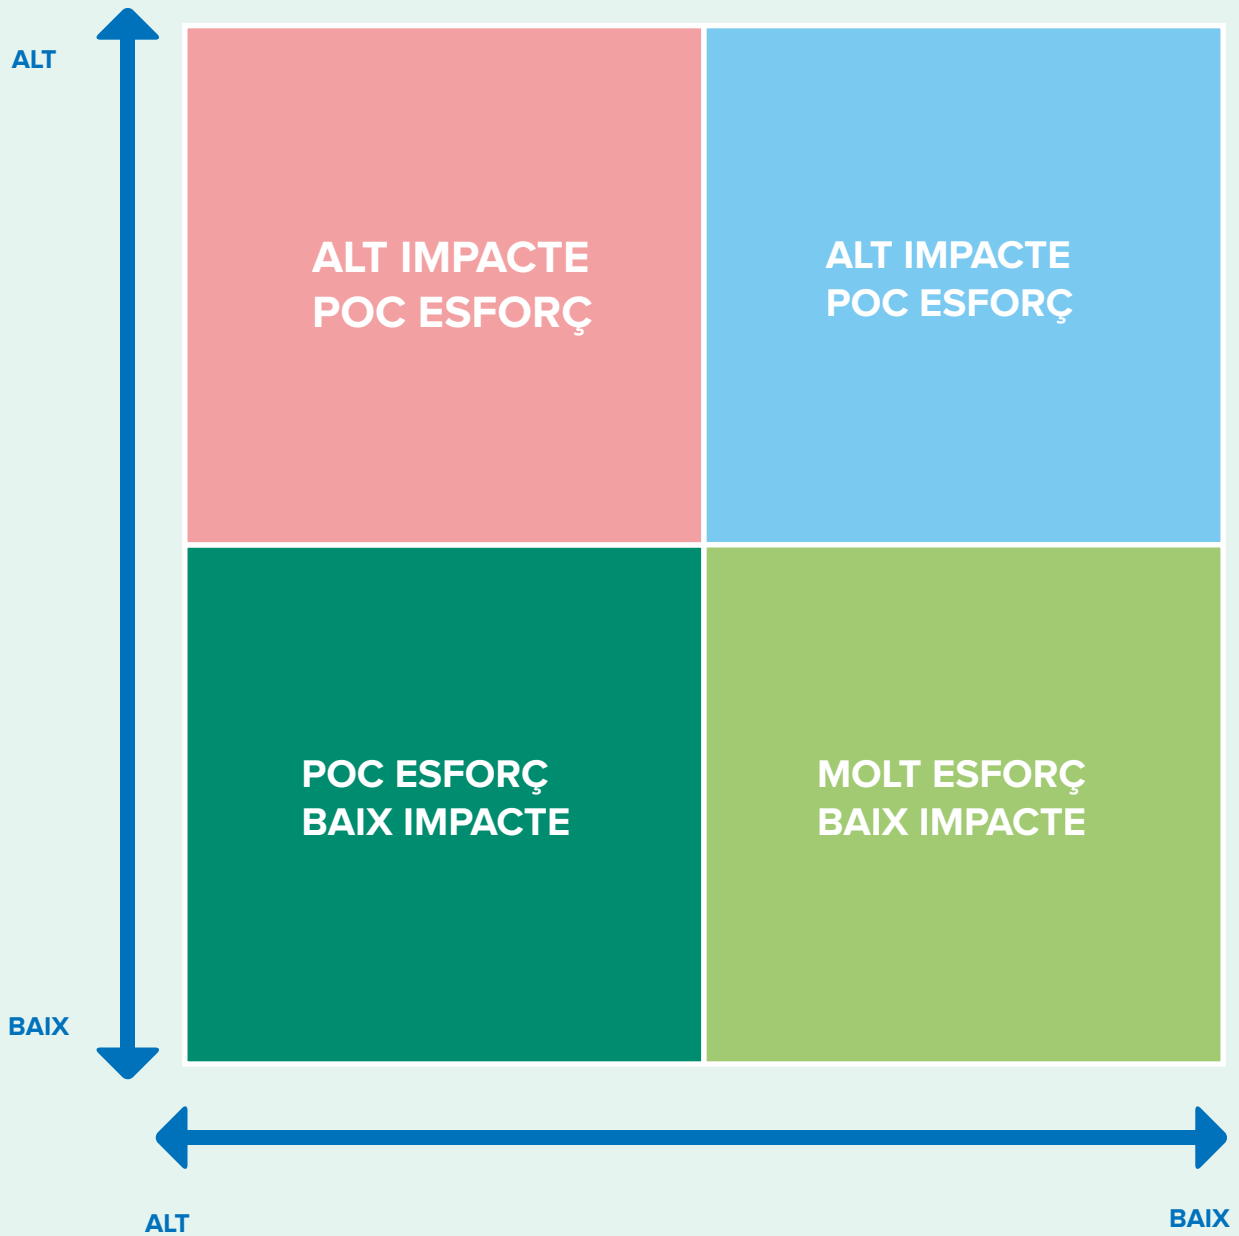 ALT
ALT IMPACTE
POC ESFORÇ
ALT IMPACTE
POC ESFORÇ
POC ESFORÇ
BAIX IMPACTE
MOLT ESFORÇ
BAIX IMPACTE
BAIX
ALT
BAIX